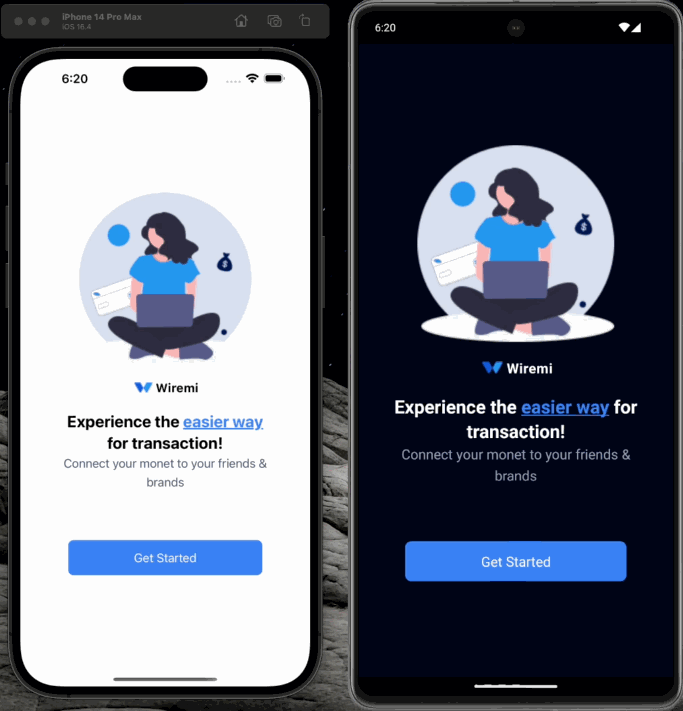 iPhone 14 Pro Max
iOS 16.4
6:20
$
Wiremi
Experience the easier way
for transaction!
Connect your monet to your friends &
brands
Get Started
6:20
$
Wiremi
Experience the easier way for
transaction!
Connect your monet to your friends &
brands
Get Started